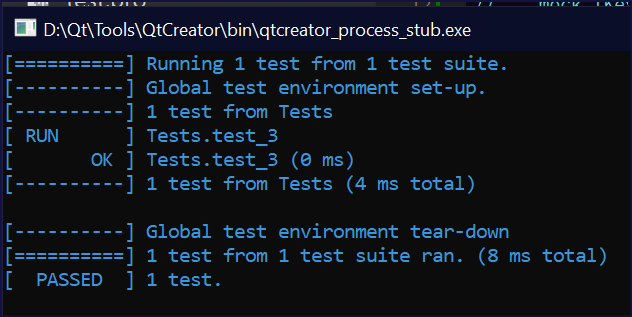 D:\Qt\Tools\QtCreator\bin\qtcreator_process_stub.exe
[==========] Running 1 test from 1 test suite.
[----------] Global test environment set-up.
[----------] 1 test from Tests
[ RUN      ] Tests.test_3
[       OK ] Tests.test_3 (0 ms)
[----------] 1 test from Tests (4 ms total)
[----------] Global test environment tear-down
[==========] 1 test from 1 test suite ran. (8 ms total)
[  PASSED  ] 1 test.